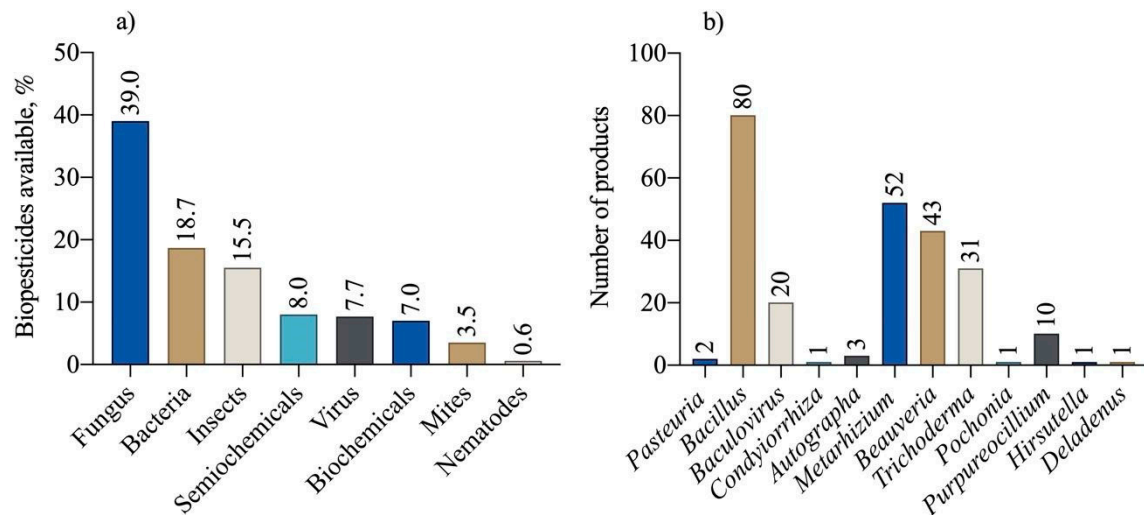 a)
Biopesticides available, %
50
40
30
20
10
0
39.0
18.7
15.5
8.0
7.7
7.0
3.5
0.6
Fungus
Bacteria
Insects
Semiochemicals
Virus
Biochemicals
Mites
Nematodes
b)
Number of products
100
80
60
40
20
0
2
80
20
1
3
52
43
31
1
10
1
1
Pasteuria
Bacillus
Baculovirus
Condyiorrhiza
Autographa
Metarhizium
Beauveria
Trichoderma
Pochonia
Purpureocillium
Hirsutella
Deladenus